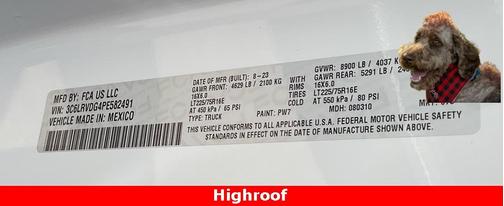 MFD BY: FCA US LLC
VIN: 3C6LRVDG4PE582491
VEHICLE MADE IN: MEXICO
DATE OF MFR (BUILT): 8-23
GAWR FRONT: 4629 LB / 2100 KG
16X6.0
LT225/75R16E
AT 450 kPa / 65 PSI
TYPE: TRUCK
PAINT: PW7
WITH
RIMS
TIRES
GVWR: 8900 LB / 4037
GAWR REAR: 5291 LB /
16X6.0
LT225/75R16E
AT 550 kPa / 80 PSI
MDH: 080310
THIS VEHICLE CONFORMS TO ALL APPLICABLE U.S.A. FEDERAL MOTOR VEHICLE SAFETY
STANDARDS IN EFFECT ON THE DATE OF MANUFACTURE SHOWN ABOVE.
Highroof